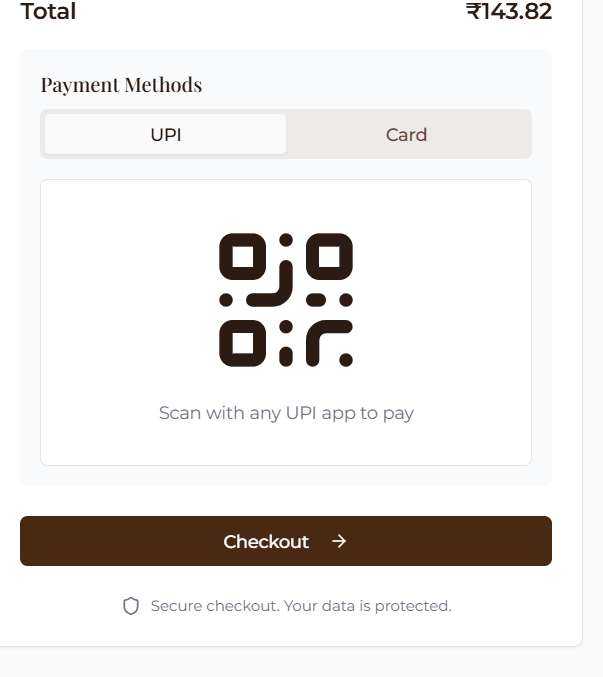 Total ₹143.82
Payment Methods
UPI Card
Scan with any UPI app to pay
Checkout →
Secure checkout. Your data is protected.